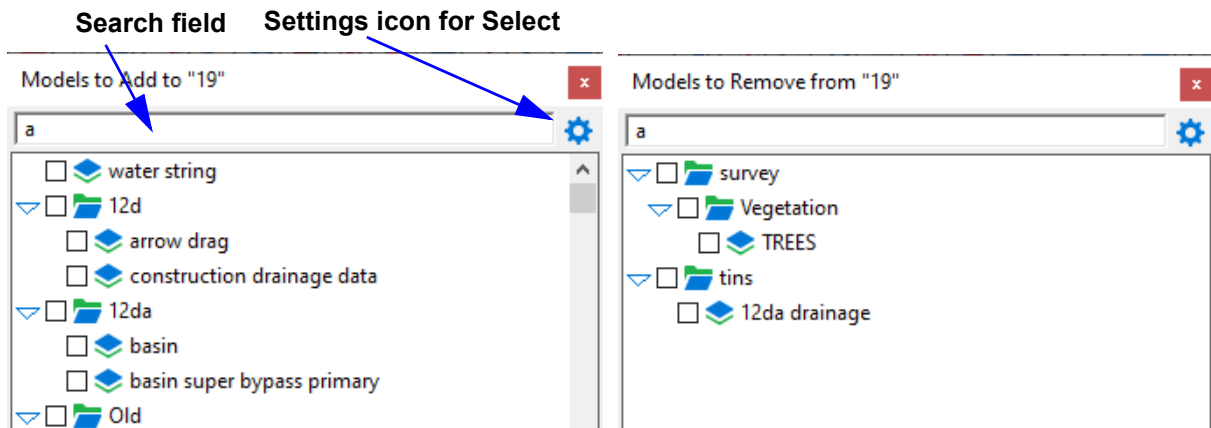 Search field Settings icon for Select
Models to Add to "19"
x
a
water string
12d
arrow drag
construction drainage data
12da
basin
basin super bypass primary
Old
Models to Remove from "19"
x
a
survey
Vegetation
TREES
tins
12da drainage